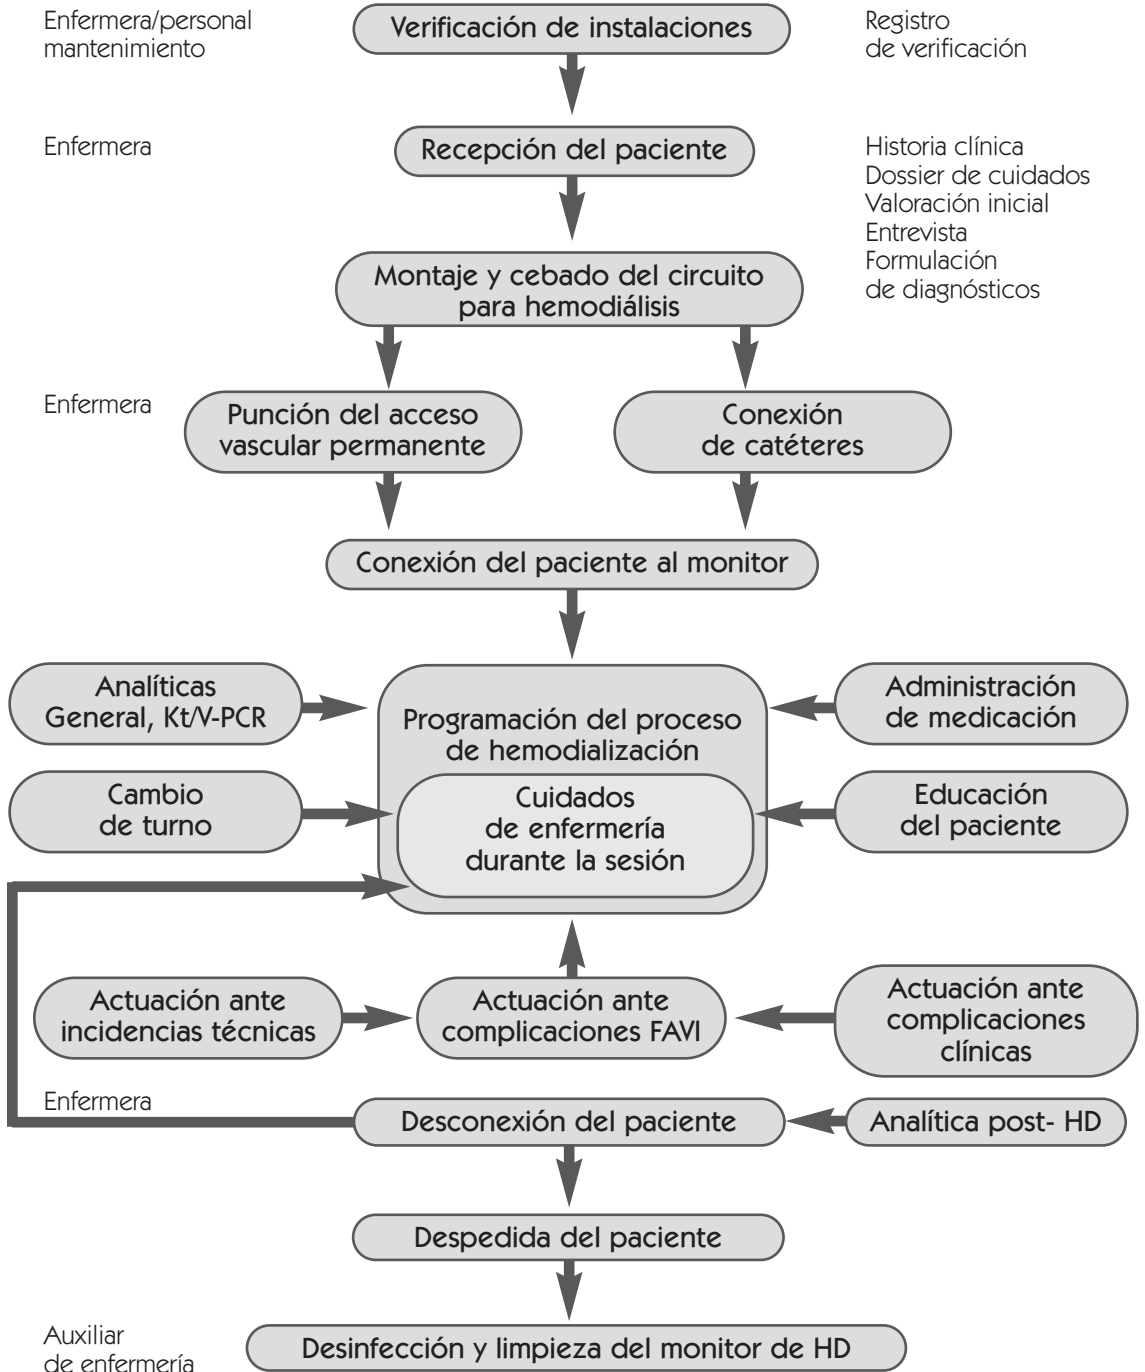 Enfermera/personal
mantenimiento
Verificación de instalaciones
Registro
de verificación
Enfermera
Recepción del paciente
Historia clínica
Dossier de cuidados
Valoración inicial
Entrevista
Formulación
de diagnósticos
Montaje y cebado del circuito
para hemodiálisis
Enfermera
Punción del acceso
vascular permanente
Conexión
de catéteres
Conexión del paciente al monitor
Analíticas
General, Kt/V-PCR
Programación del proceso
de hemodialización
Administración
de medicación
Cambio
de turno
Cuidados
de enfermería
durante la sesión
Educación
del paciente
Actuación ante
incidencias técnicas
Actuación ante
complicaciones FAVI
Actuación ante
complicaciones
clínicas
Enfermera
Desconexión del paciente
Analítica post- HD
Despedida del paciente
Auxiliar
de enfermería
Desinfección y limpieza del monitor de HD